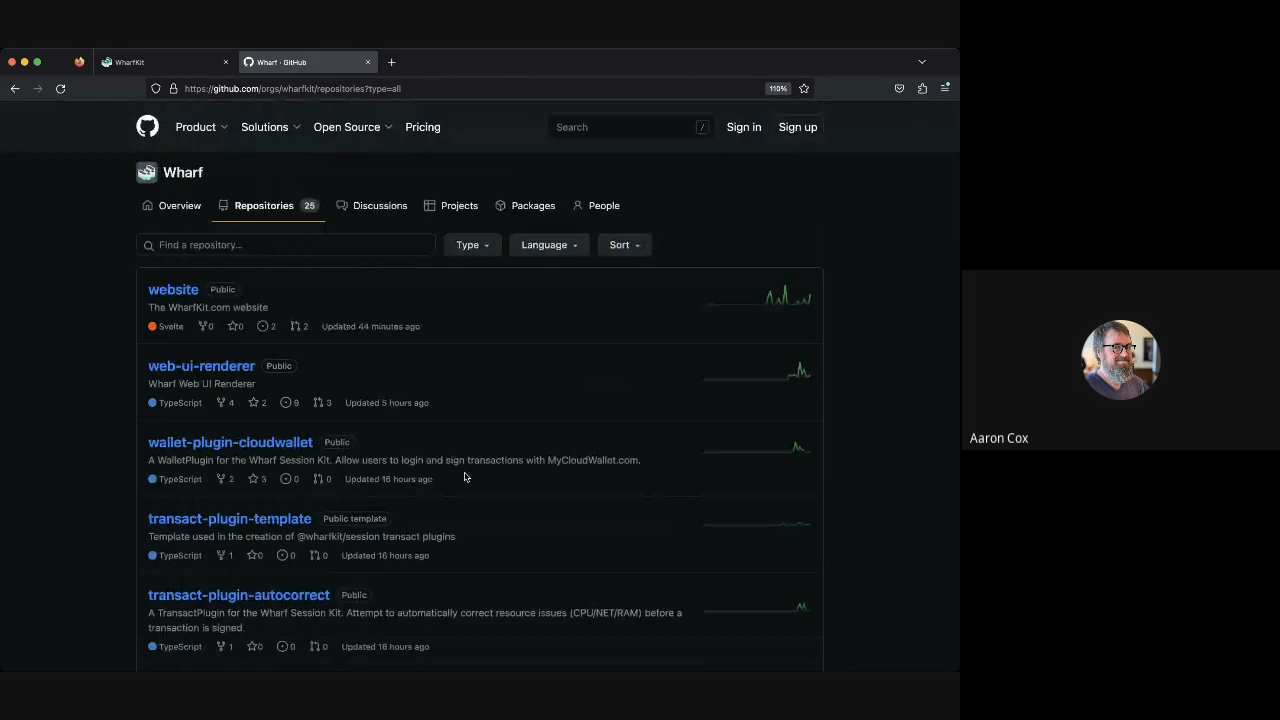 WharfKit
Wharf · GitHub
https://github.com/orgs/wharfkit/repositories?type=all
110%
Product
Solutions
Open Source
Pricing
Search
/
Sign in
Sign up
Wharf
Overview
Repositories 25
Discussions
Projects
Packages
People
Find a repository...
Type
Language
Sort
website Public
The WharfKit.com website
Svelte 0 0 2 2 Updated 44 minutes ago
web-ui-renderer Public
Wharf Web UI Renderer
TypeScript 4 2 9 3 Updated 5 hours ago
wallet-plugin-cloudwallet Public
A WalletPlugin for the Wharf Session Kit. Allow users to login and sign transactions with MyCloudWallet.com.
TypeScript 2 3 0 0 Updated 16 hours ago
transact-plugin-template Public template
Template used in the creation of @wharfkit/session transact plugins
TypeScript 1 0 0 0 Updated 16 hours ago
transact-plugin-autocorrect Public
A TransactPlugin for the Wharf Session Kit. Attempt to automatically correct resource issues (CPU/NET/RAM) before a
transaction is signed.
TypeScript 1 0 0 0 Updated 16 hours ago
Aaron Cox